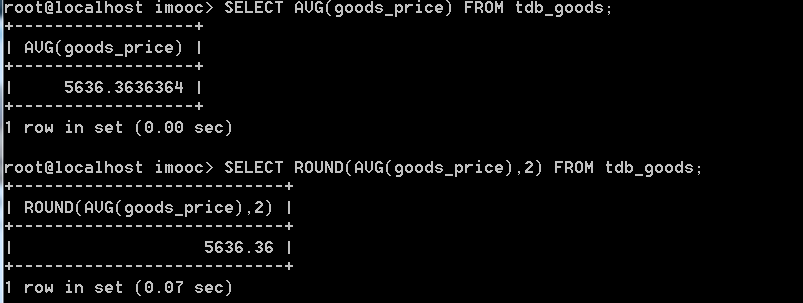 root@localhost imooc> SELECT AVG(goods_price) FROM tdb_goods;
+------------------+
| AVG(goods_price) |
+------------------+
|     5636.3636364 |
+------------------+
1 row in set (0.00 sec)
root@localhost imooc> SELECT ROUND(AVG(goods_price),2) FROM tdb_goods;
+---------------------------+
| ROUND(AVG(goods_price),2) |
+---------------------------+
|                   5636.36 |
+---------------------------+
1 row in set (0.07 sec)